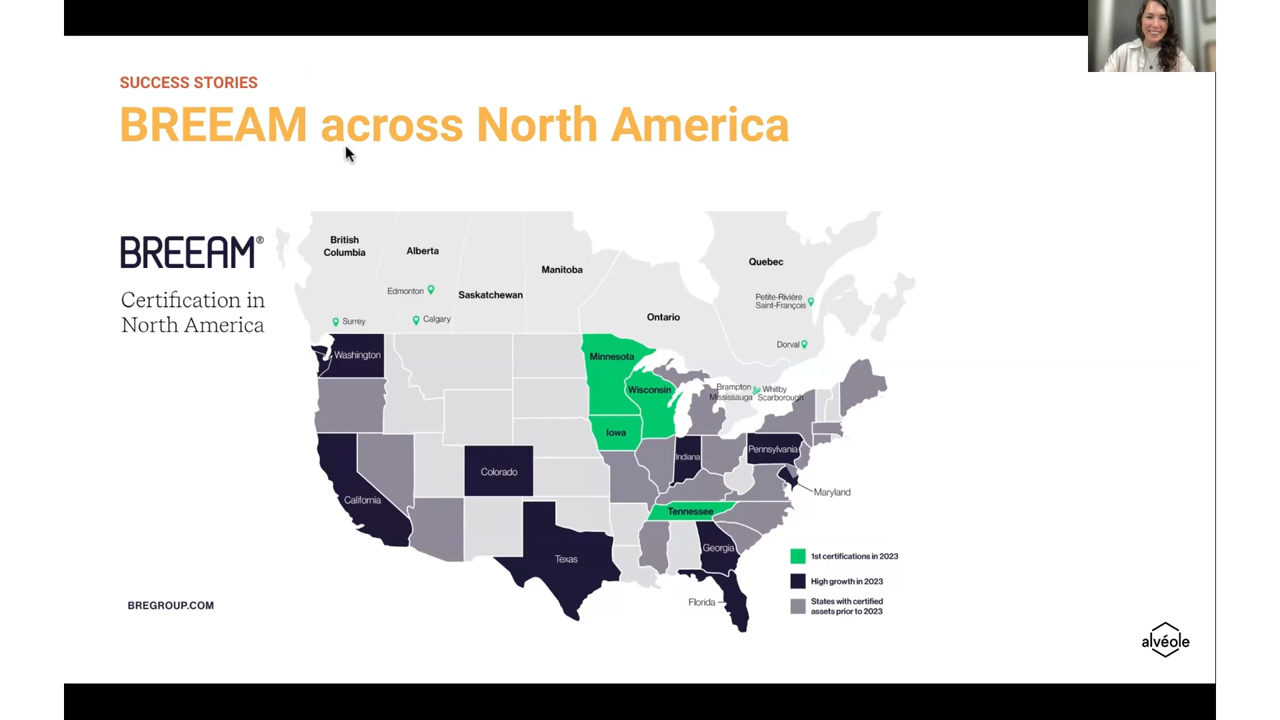 SUCCESS STORIES
BREEAM across North America
BREEAM®
Certification in
North America
British
Columbia
Alberta
Edmonton
Saskatchewan
Manitoba
Quebec
Petite-Rivière
Saint-François
Ontario
Surrey
Calgary
Dorval
Washington
Minnesota
Wisconsin
Brampton
Whitby
Mississauga
Scarborough
Iowa
Indiana
Pennsylvania
Colorado
California
Maryland
Tennessee
Texas
Georgia
Florida
1st certifications in 2023
High growth in 2023
States with certified
assets prior to 2023
BREGROUP.COM
alvéole